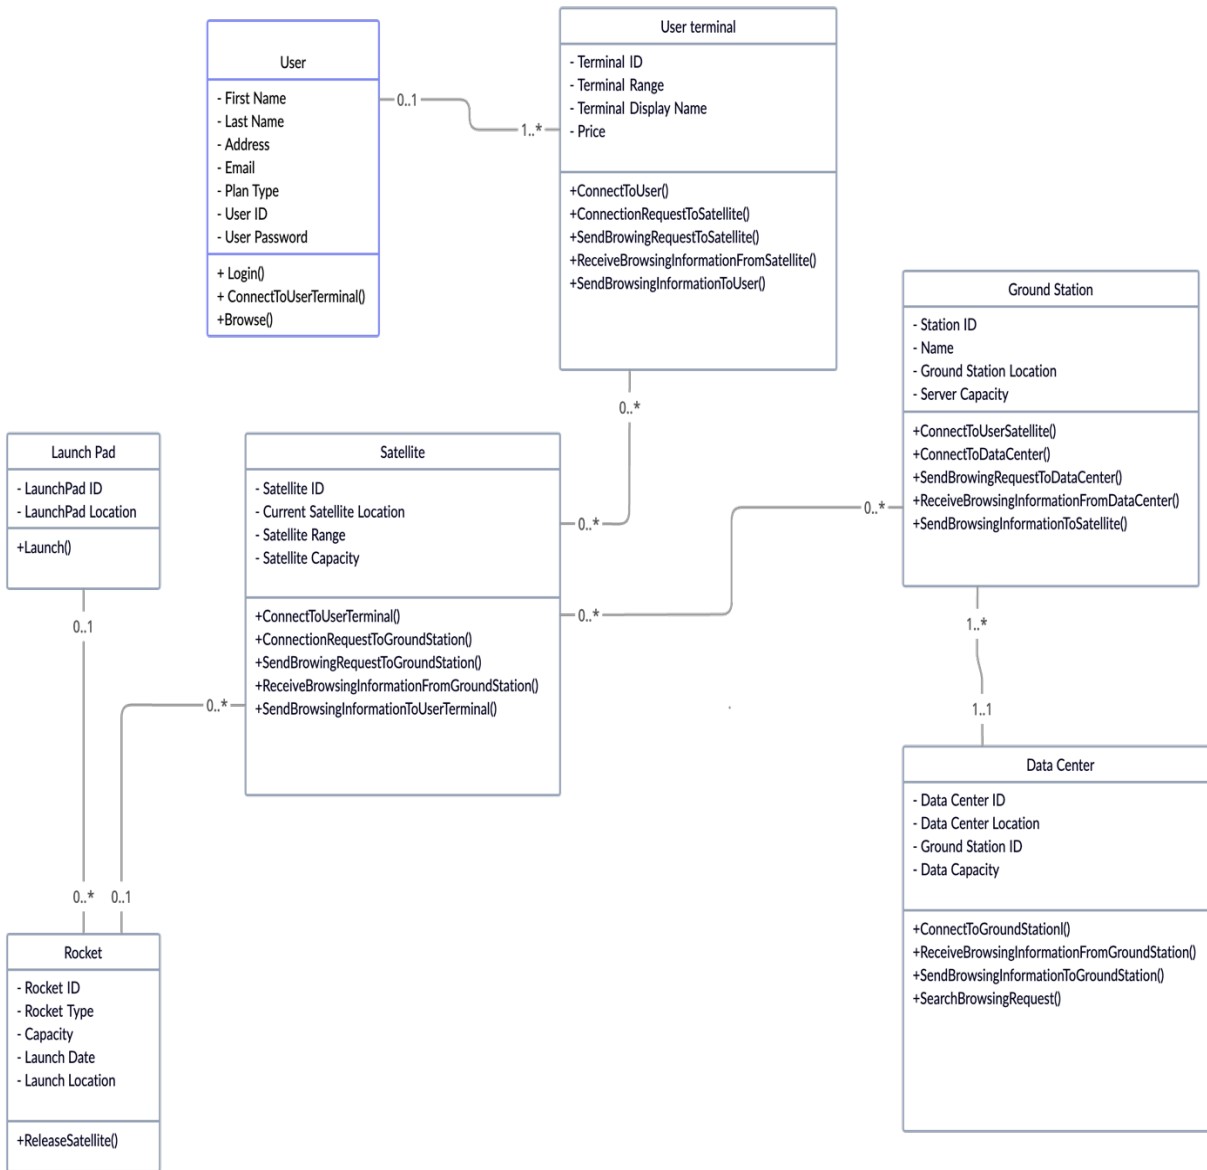 User
- First Name
- Last Name
- Address
- Email
- Plan Type
- User ID
- User Password
+ Login()
+ ConnectToUserTerminal()
+Browse()
0..1
1..*
User terminal
- Terminal ID
- Terminal Range
- Terminal Display Name
- Price
+ConnectToUser()
+ConnectionRequestToSatellite()
+SendBrowingRequestToSatellite()
+ReceiveBrowsingInformationFromSatellite()
+SendBrowsingInformationToUser()
0..*
0..*
Ground Station
- Station ID
- Name
- Ground Station Location
- Server Capacity
+ConnectToUserSatellite()
+ConnectToDataCenter()
+SendBrowingRequestToDataCenter()
+ReceiveBrowsingInformationFromDataCenter()
+SendBrowsingInformationToSatellite()
0..*
0..*
Launch Pad
- LaunchPad ID
- LaunchPad Location
+Launch()
0..1
0..*
Satellite
- Satellite ID
- Current Satellite Location
- Satellite Range
- Satellite Capacity
+ConnectToUserTerminal()
+ConnectionRequestToGroundStation()
+SendBrowingRequestToGroundStation()
+ReceiveBrowsingInformationFromGroundStation()
+SendBrowsingInformationToUserTerminal()
0..*
0..1
1..*
1..1
Data Center
- Data Center ID
- Data Center Location
- Ground Station ID
- Data Capacity
+ConnectToGroundStationl()
+ReceiveBrowsingInformationFromGroundStation()
+SendBrowsingInformationToGroundStation()
+SearchBrowsingRequest()
Rocket
- Rocket ID
- Rocket Type
- Capacity
- Launch Date
- Launch Location
+ReleaseSatellite()